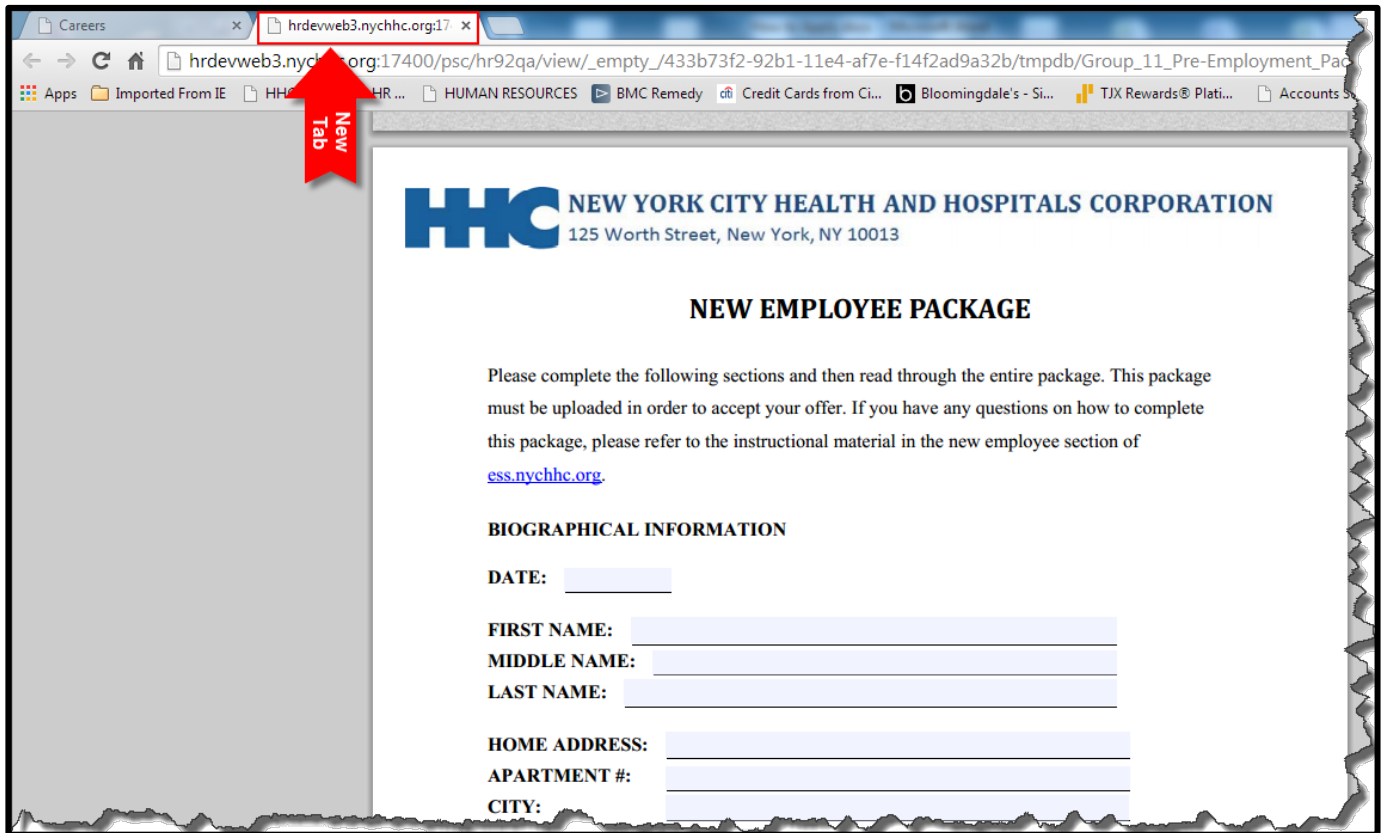 Careers
hrdevweb3.nychhc.org:17
hrdevweb3.nyc org:17400/psc/hr92qa/view/_empty_/433b73f2-92b1-11e4-af7e-f14f2ad9a32b/tmpdb/Group_11_Pre-Employment_Pac
Apps Imported From IE HH HR ... HUMAN RESOURCES BMC Remedy citi Credit Cards from Ci... b Bloomingdale's - Si... TJX Rewards® Plati... Accounts S
New
Tab
HHC NEW YORK CITY HEALTH AND HOSPITALS CORPORATION
125 Worth Street, New York, NY 10013
NEW EMPLOYEE PACKAGE
Please complete the following sections and then read through the entire package. This package
must be uploaded in order to accept your offer. If you have any questions on how to complete
this package, please refer to the instructional material in the new employee section of
ess.nychhc.org.
BIOGRAPHICAL INFORMATION
DATE:
FIRST NAME:
MIDDLE NAME:
LAST NAME:
HOME ADDRESS:
APARTMENT #:
CITY: